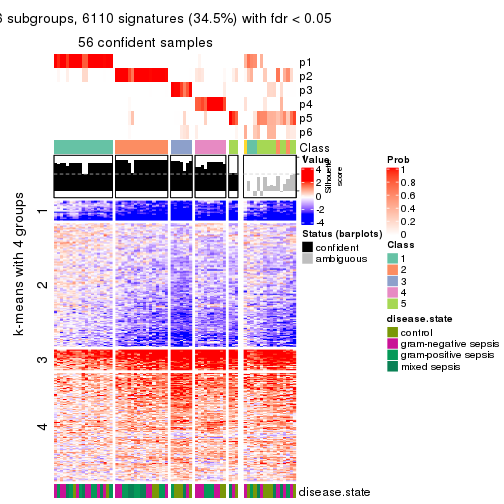 6 subgroups, 6110 signatures (34.5%) with fdr < 0.05
56 confident samples
p1
p2
p3
p4
p5
p6
Class
k-means with 4 groups
1
2
3
4
disease.state
Value
4
2
0
-2
-4
Silhouette
score
Status (barplots)
confident
ambiguous
Prob
1
0.8
0.6
0.4
0.2
0
Class
1
2
3
4
5
disease.state
control
gram-negative sepsis
gram-positive sepsis
mixed sepsis